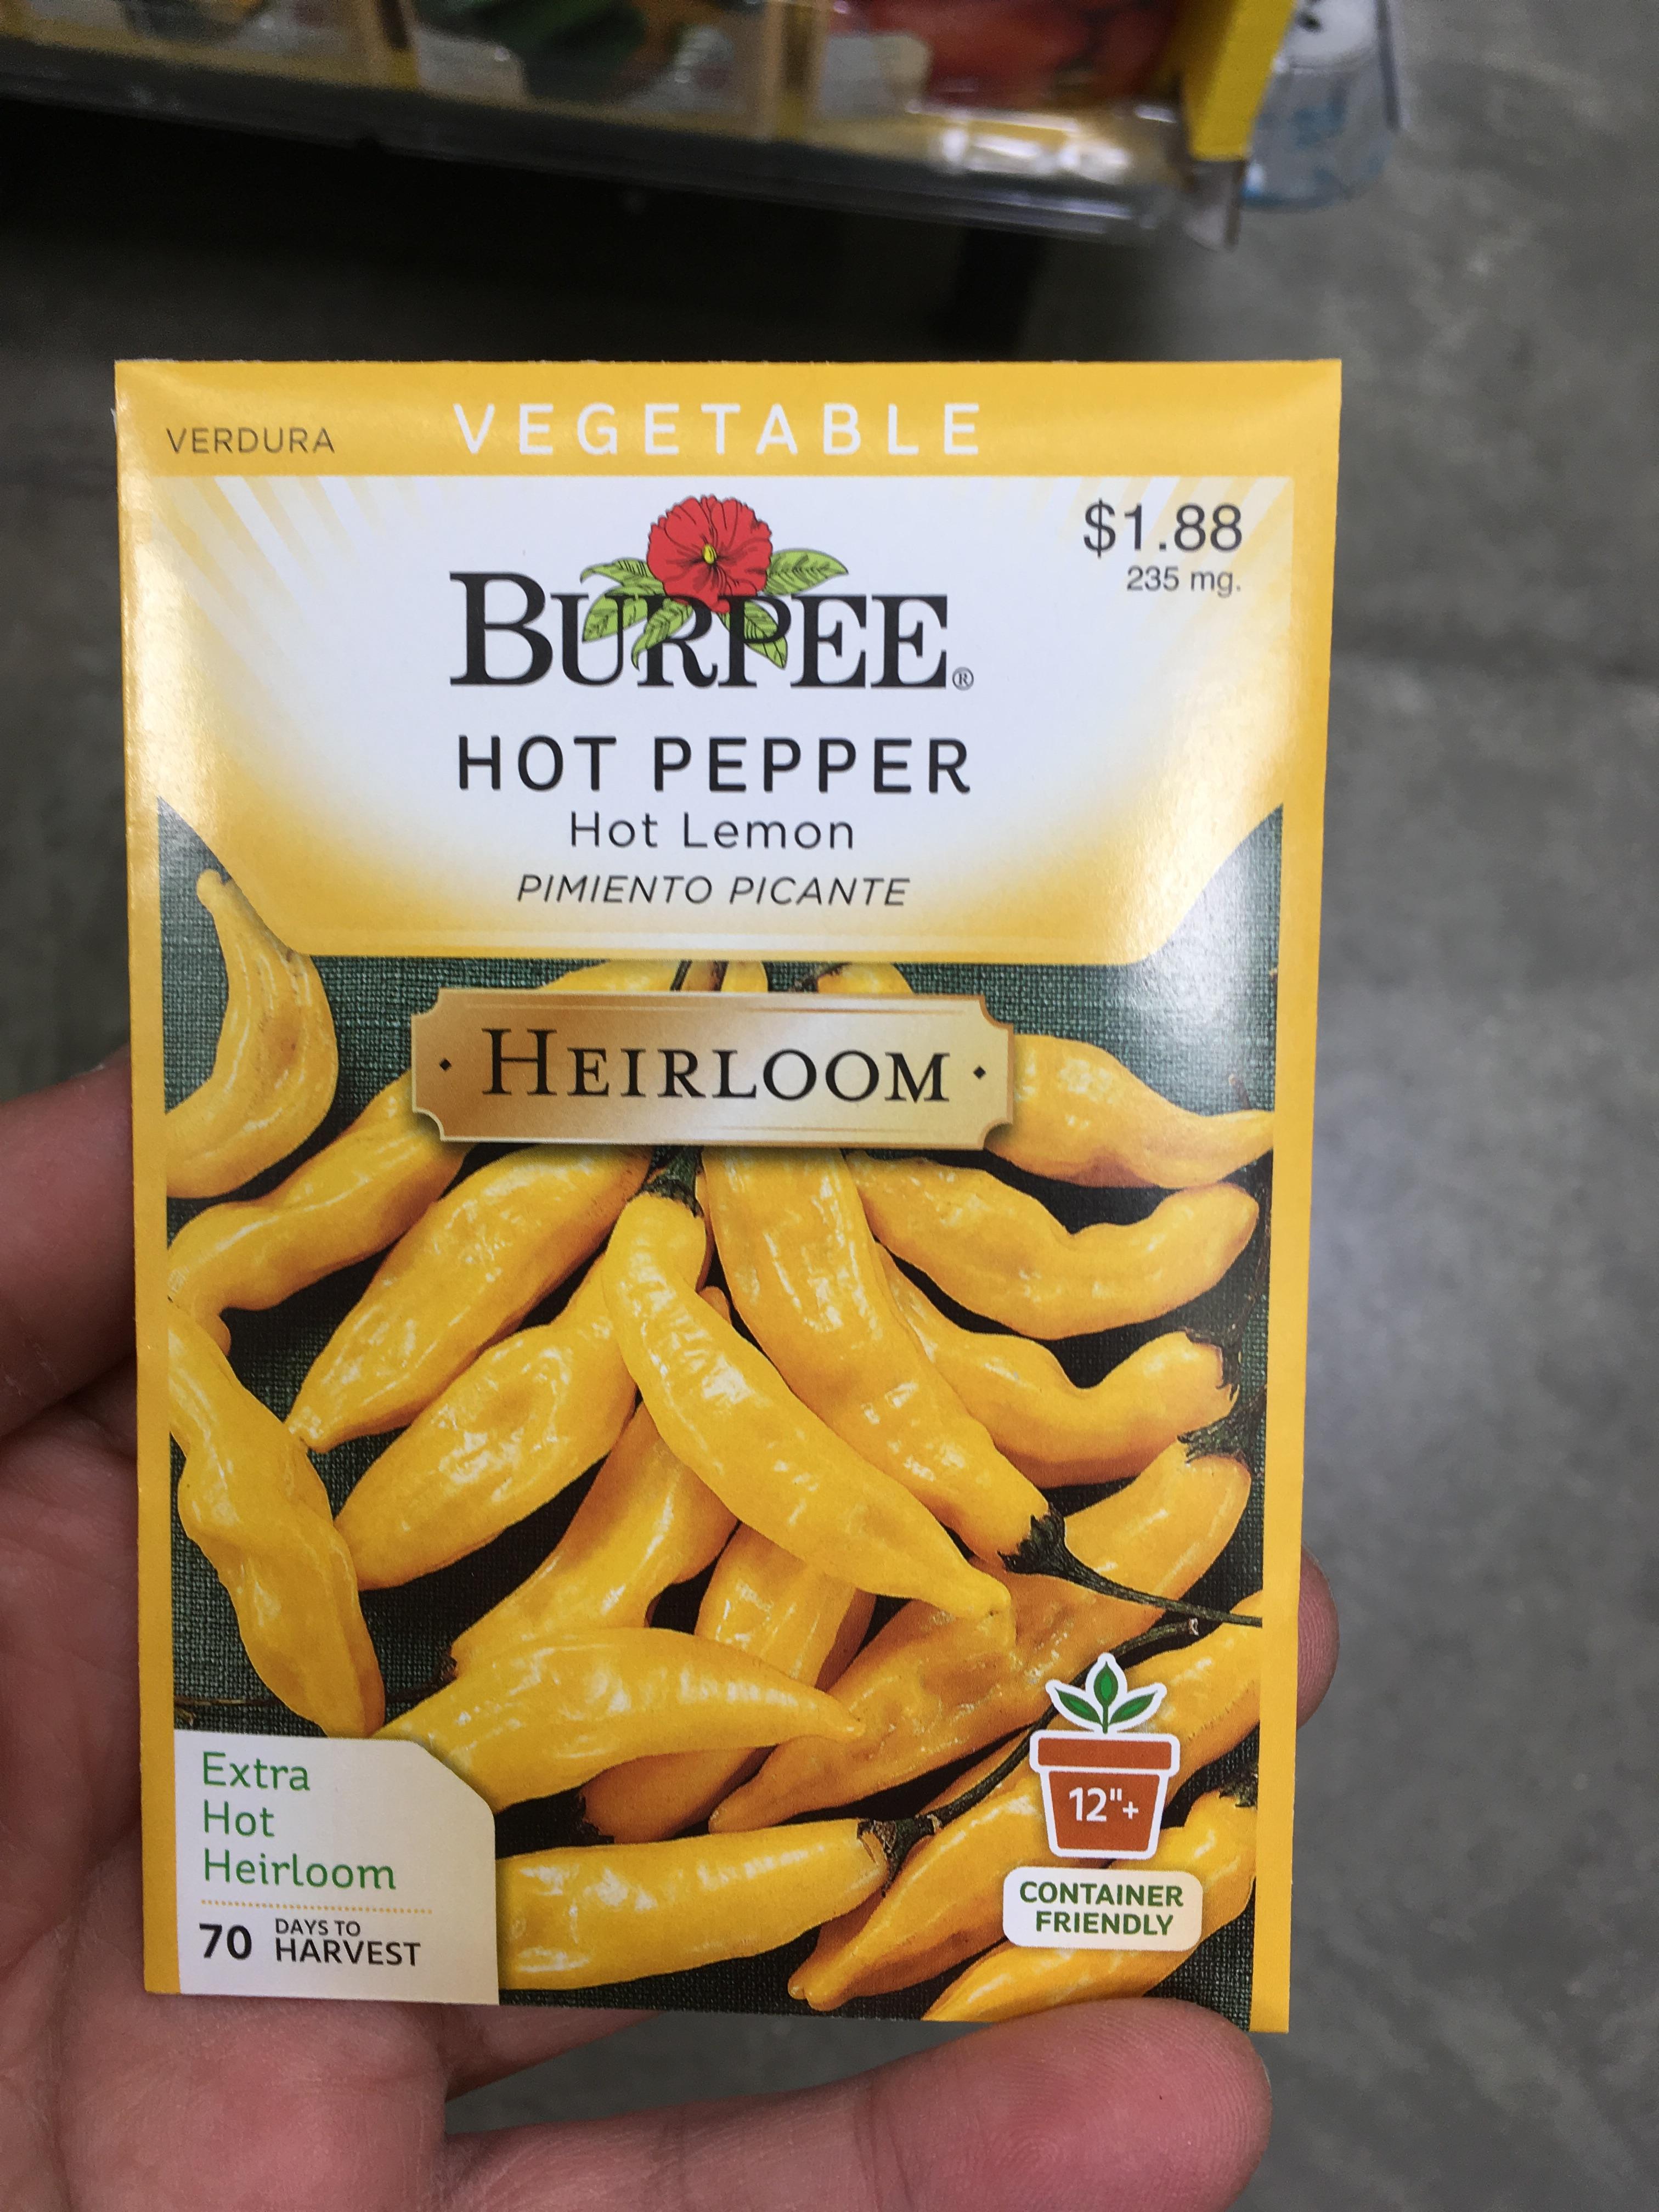 VERDURA
VEGETABLE
$1.88
235 mg.
BURPEE®
HOT PEPPER
Hot Lemon
PIMIENTO PICANTE
· HEIRLOOM ·
12"+
CONTAINER
FRIENDLY
Extra
Hot
Heirloom
70 DAYS TO
HARVEST